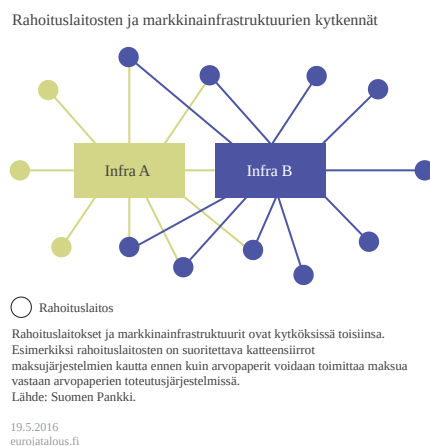 Rahoituslaitosten ja markkinainfrastruktuurien kytkennät
Infra A
Infra B
Rahoituslaitos
Rahoituslaitokset ja markkinainfrastruktuurit ovat kytköksissä toisiinsa.
Esimerkiksi rahoituslaitosten on suoritettava katteensiirrot
maksujärjestelmien kautta ennen kuin arvopaperit voidaan toimittaa maksua
vastaan arvopaperien toteutusjärjestelmissä.
Lähde: Suomen Pankki.
19.5.2016
eurojatalous.fi